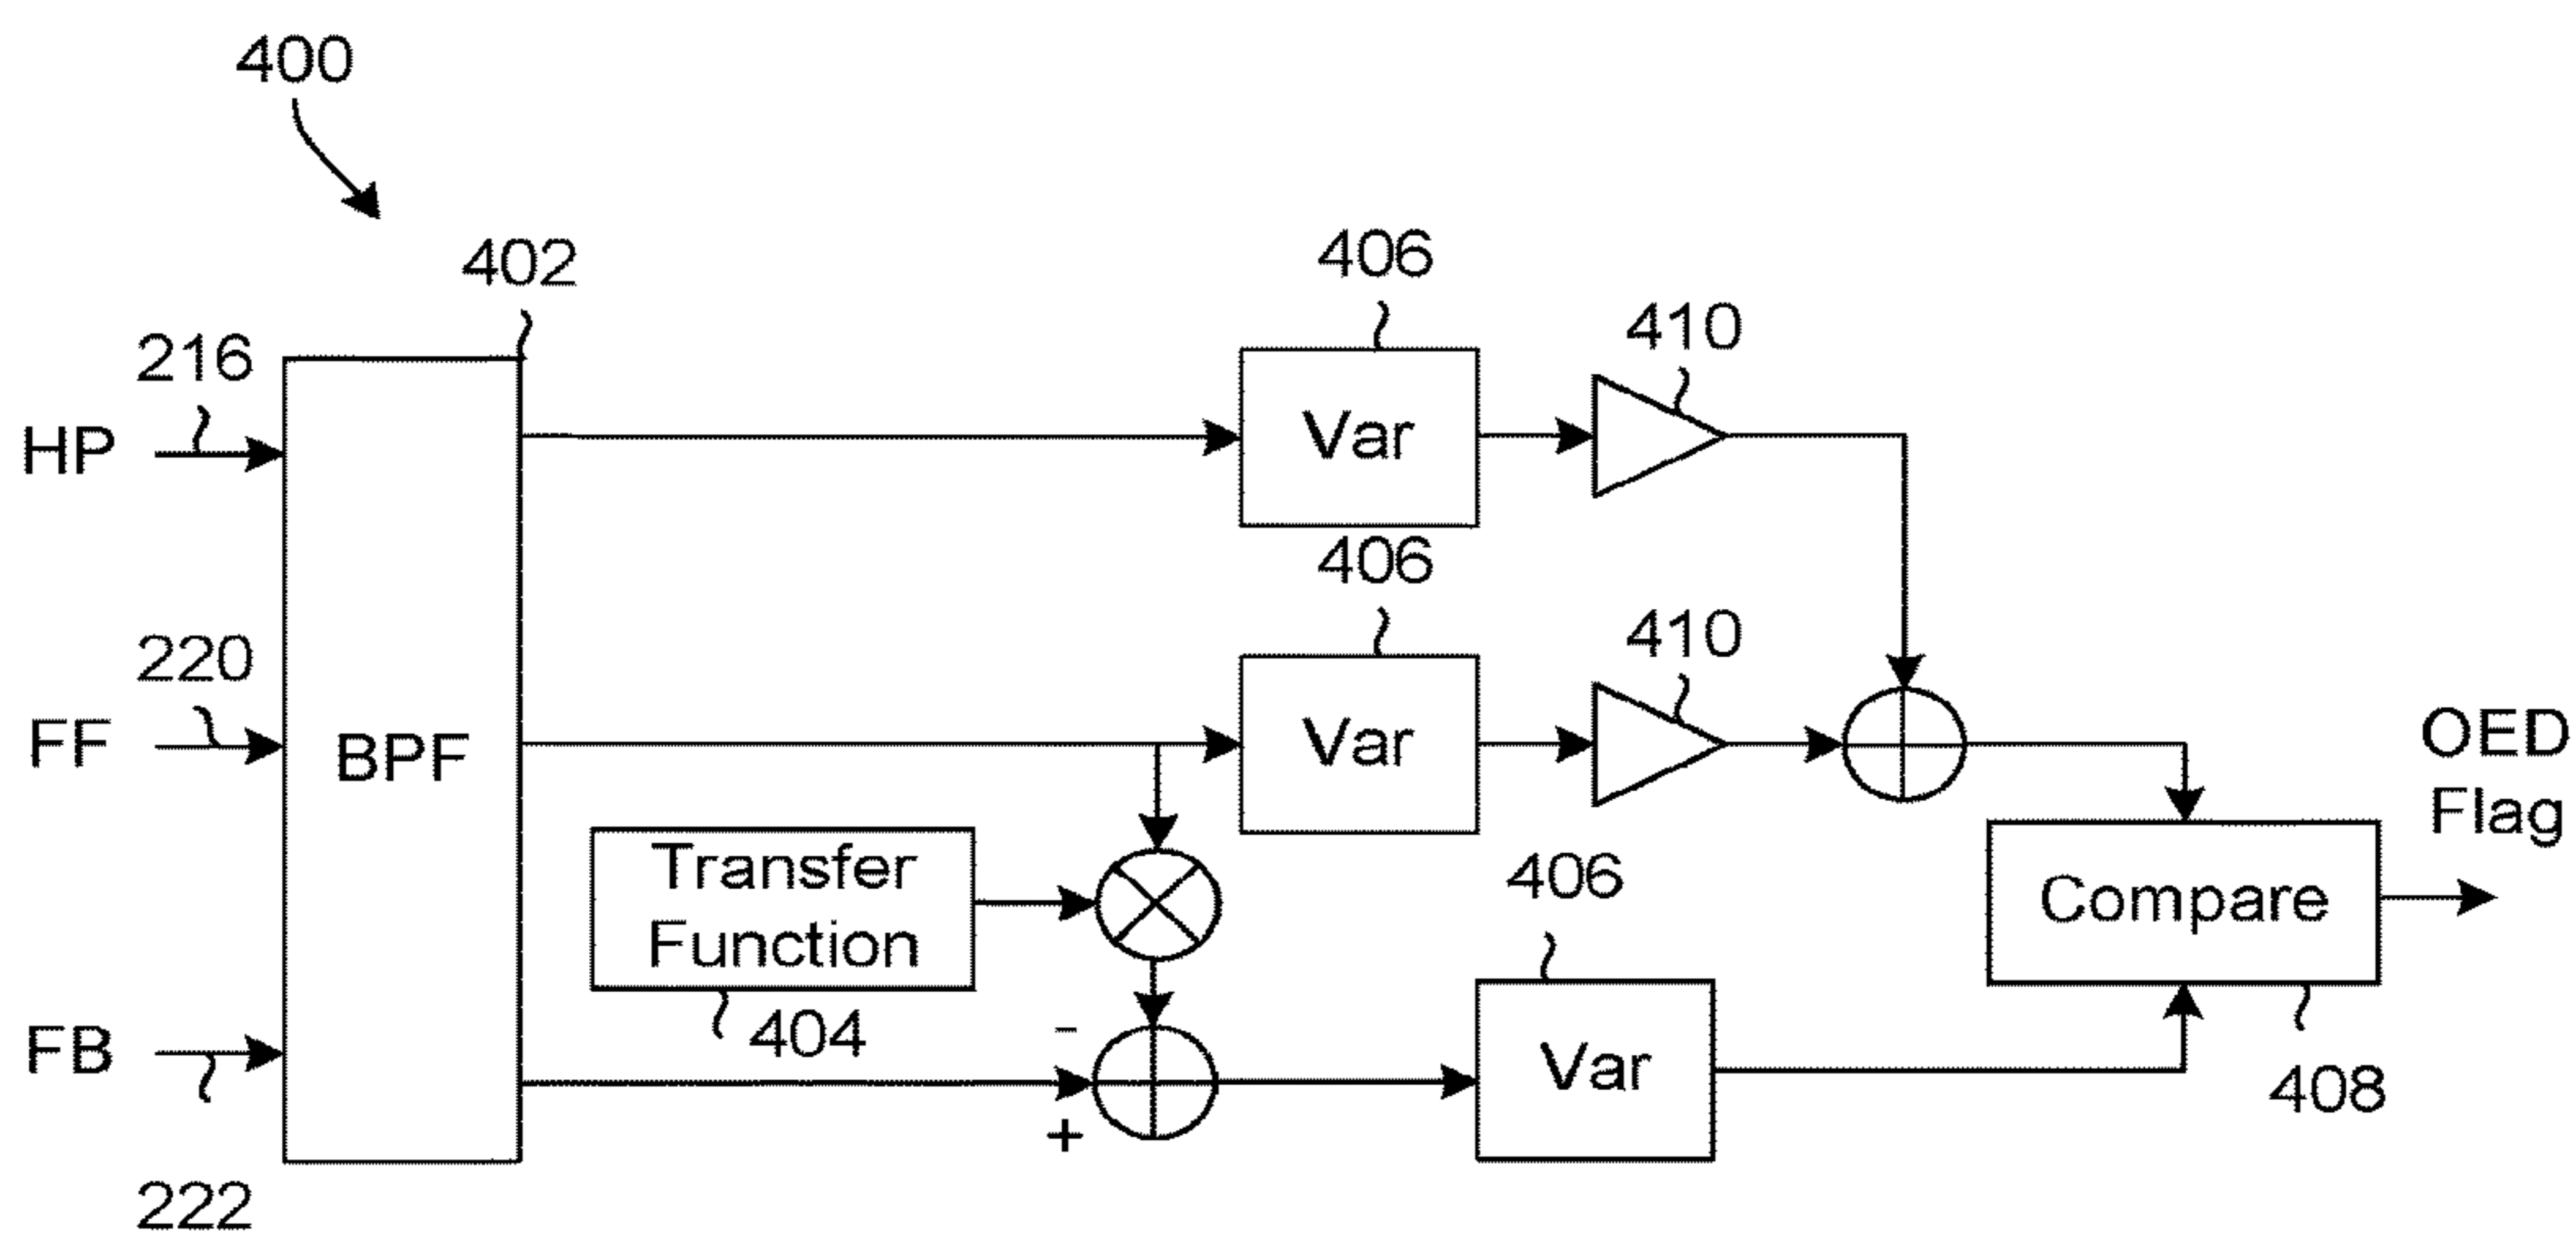 400
402
406
410
216
HP
Var
406
410
220
FF
BPF
Var
OED
Flag
Transfer
Function
406
Compare
404
-
FB
Var
408
+
222